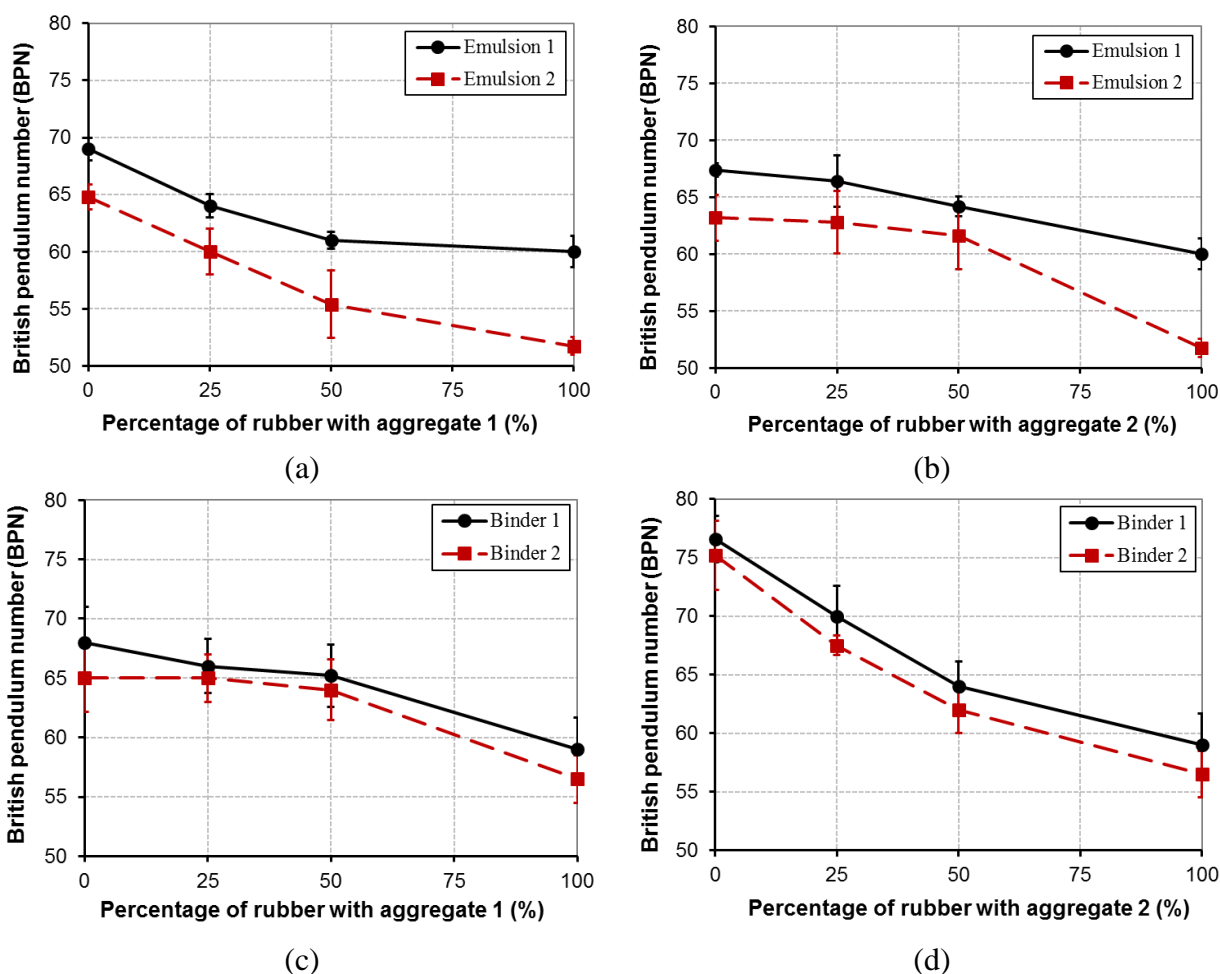 British pendulum number (BPN)
80
75
70
65
60
55
50
Emulsion 1
Emulsion 2
0 25 50 75 100
Percentage of rubber with aggregate 1 (%)
(a)
British pendulum number (BPN)
80
75
70
65
60
55
50
Emulsion 1
Emulsion 2
0 25 50 75 100
Percentage of rubber with aggregate 2 (%)
(b)
British pendulum number (BPN)
80
75
70
65
60
55
50
Binder 1
Binder 2
0 25 50 75 100
Percentage of rubber with aggregate 1 (%)
(c)
British pendulum number (BPN)
80
75
70
65
60
55
50
Binder 1
Binder 2
0 25 50 75 100
Percentage of rubber with aggregate 2 (%)
(d)